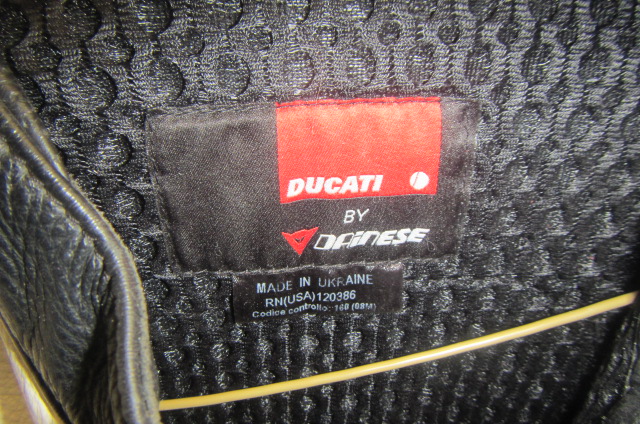 DUCATI
BY
DAINESE
MADE IN UKRAINE
RN(USA)120386
Codice controllo: 160 (08M)